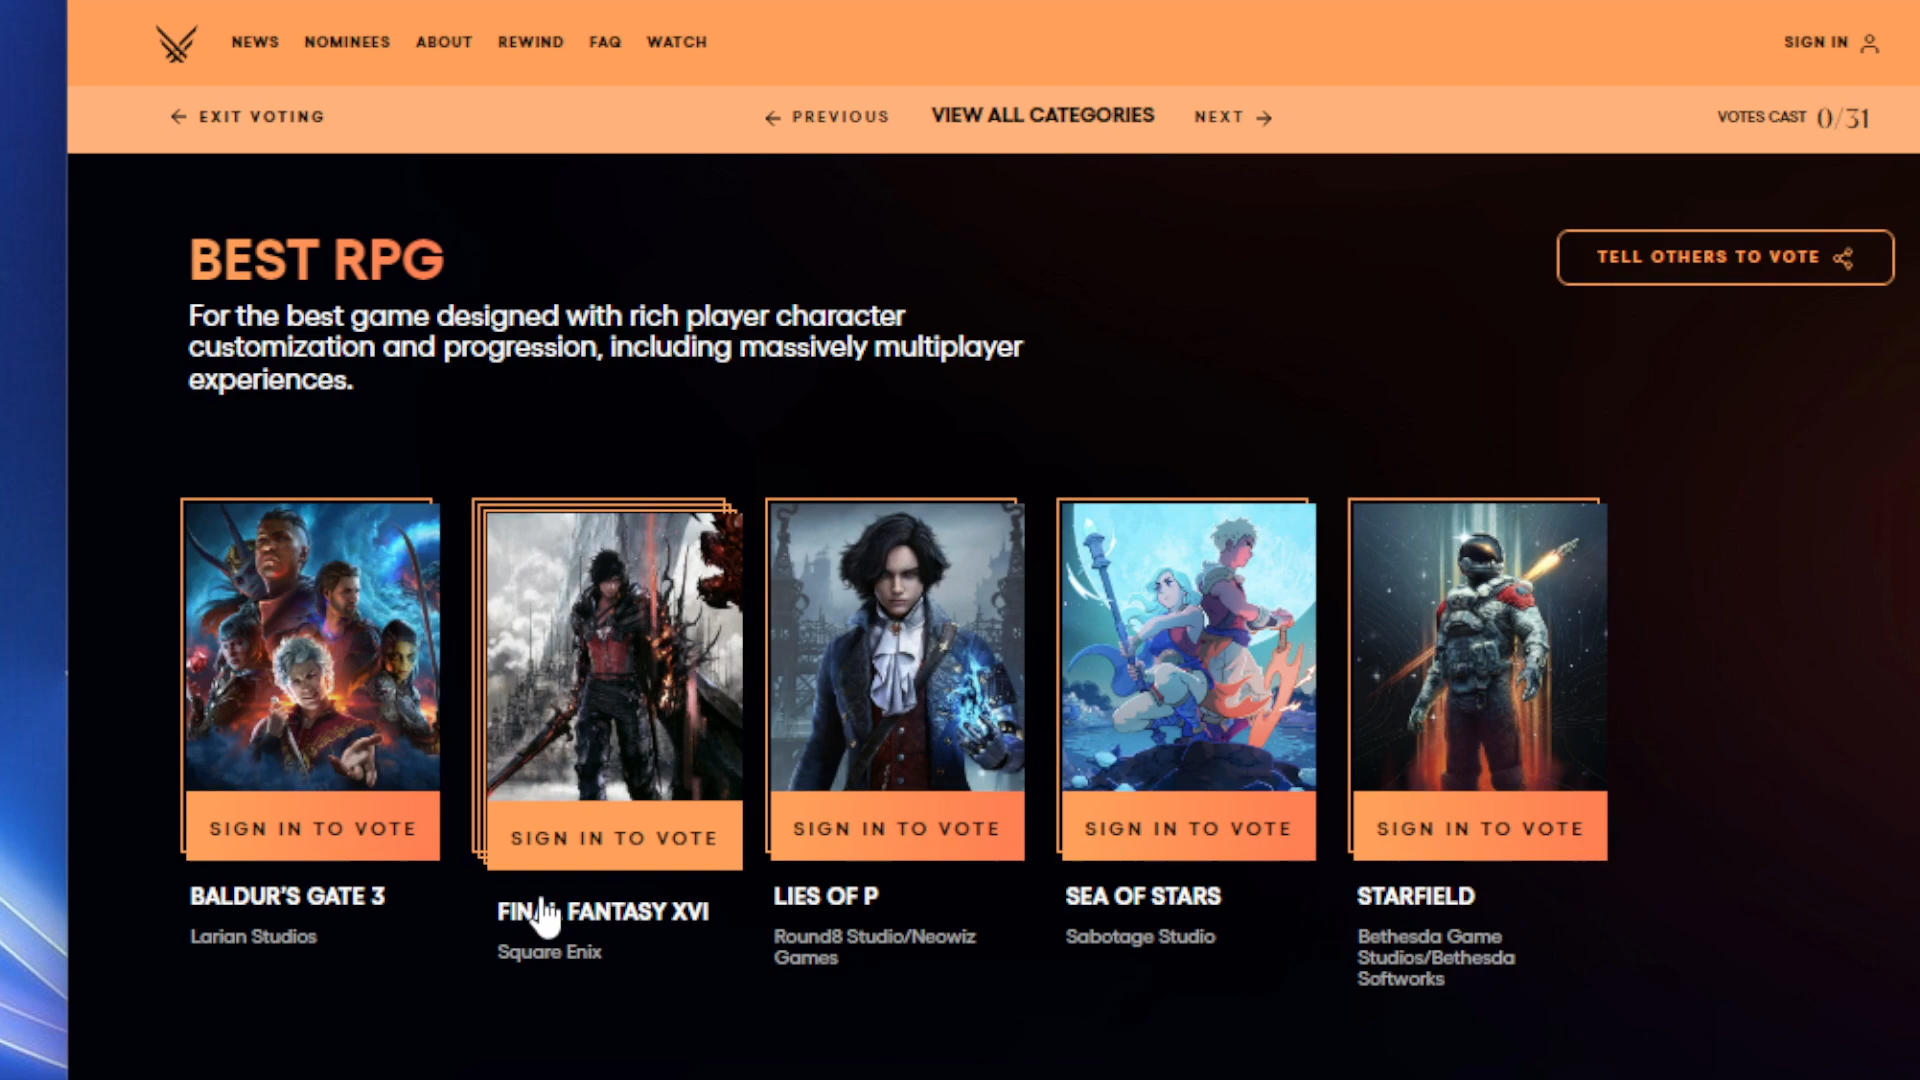 NEWS NOMINEES ABOUT REWIND FAQ WATCH SIGN IN
EXIT VOTING PREVIOUS VIEW ALL CATEGORIES NEXT VOTES CAST 0/31
BEST RPG
TELL OTHERS TO VOTE
For the best game designed with rich player character
customization and progression, including massively multiplayer
experiences.
SIGN IN TO VOTE
BALDUR'S GATE 3
Larian Studios
SIGN IN TO VOTE
FINAL FANTASY XVI
Square Enix
SIGN IN TO VOTE
LIES OF P
Round8 Studio/Neowiz
Games
SIGN IN TO VOTE
SEA OF STARS
Sabotage Studio
SIGN IN TO VOTE
STARFIELD
Bethesda Game
Studios/Bethesda
Softworks